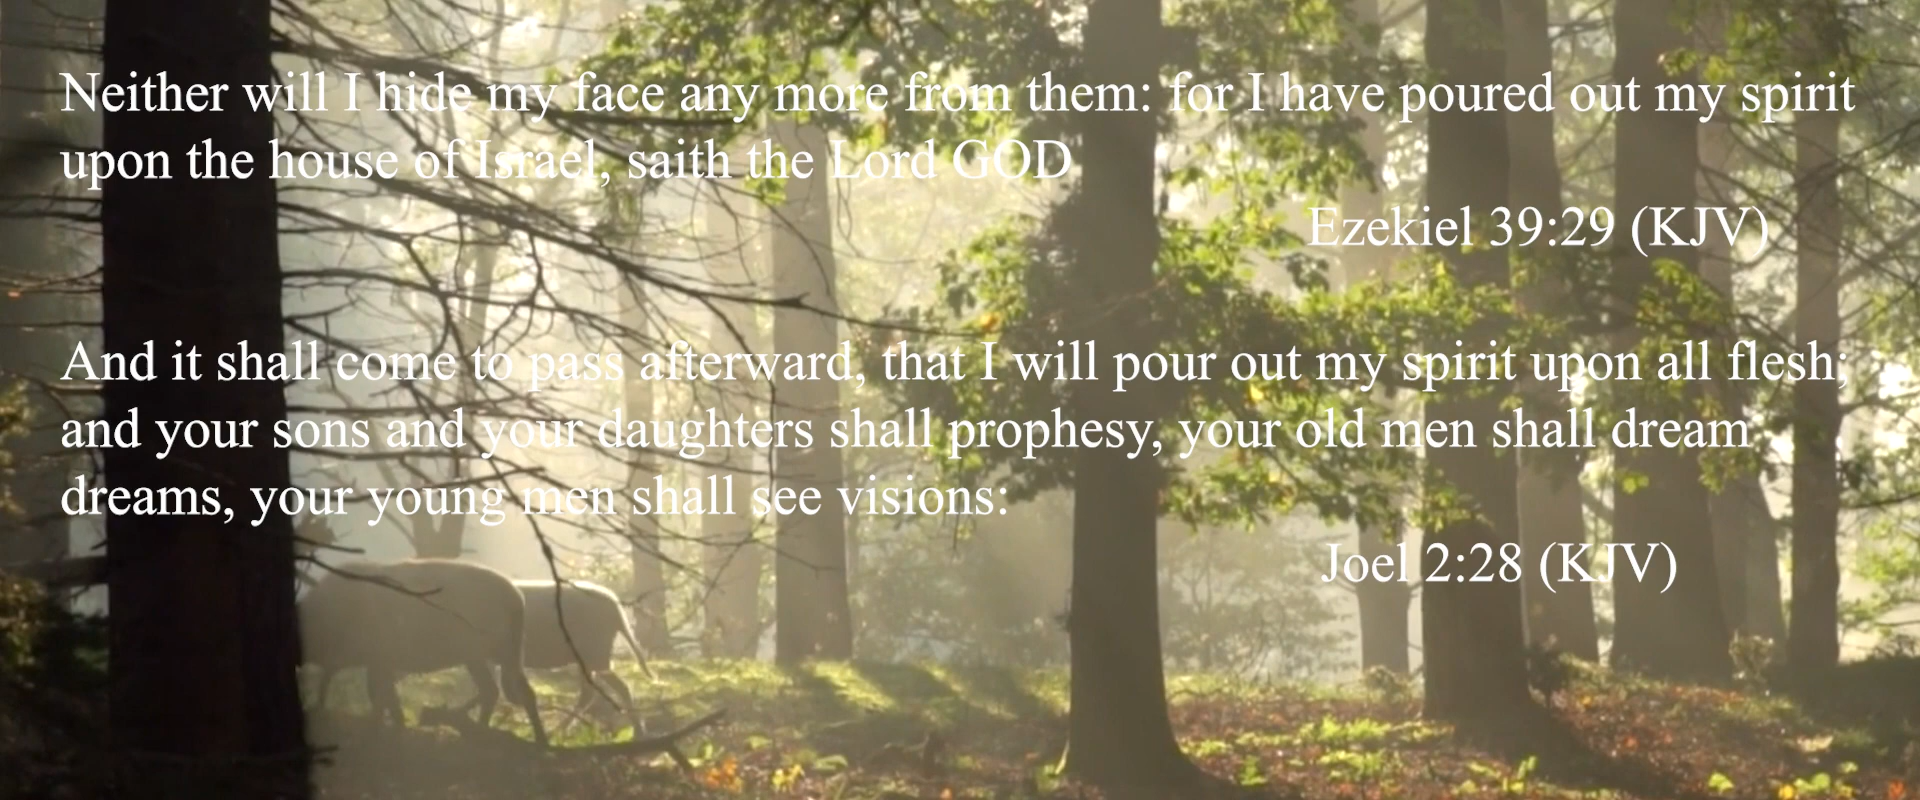 Neither will I hide my face any more from them: for I have poured out my spirit
upon the house of Israel, saith the Lord GOD
Ezekiel 39:29 (KJV)
And it shall come to pass afterward, that I will pour out my spirit upon all flesh;
and your sons and your daughters shall prophesy, your old men shall dream
dreams, your young men shall see visions:
Joel 2:28 (KJV)